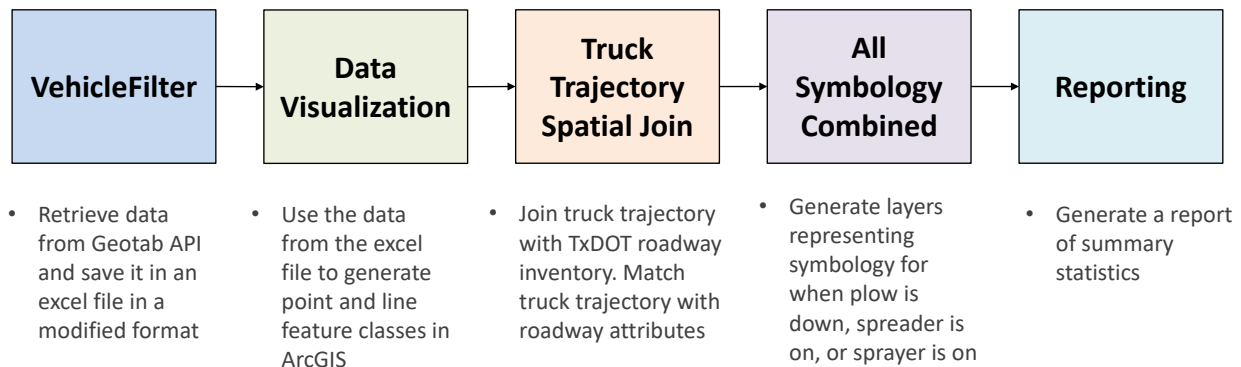 VehicleFilter
Data
Visualization
Truck
Trajectory
Spatial Join
All
Symbology
Combined
Reporting
• Retrieve data
from Geotab API
and save it in an
excel file in a
modified format
• Use the data
from the excel
file to generate
point and line
feature classes in
ArcGIS
• Join truck trajectory
with TxDOT roadway
inventory. Match
truck trajectory with
roadway attributes
• Generate layers
representing
symbology for
when plow is
down, spreader is
on, or sprayer is on
• Generate a report
of summary
statistics